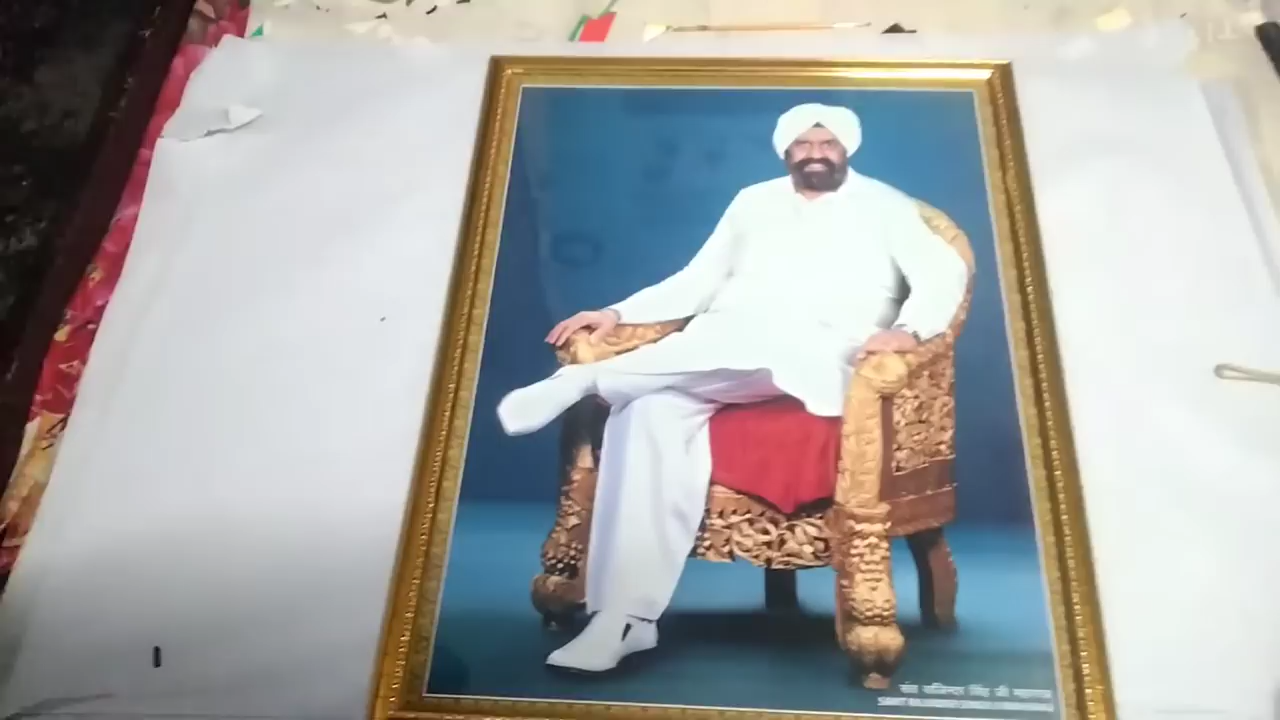 संत राजिन्दर सिंह जी महाराज
SANT RAJINDER SINGH JI MAHARAJ